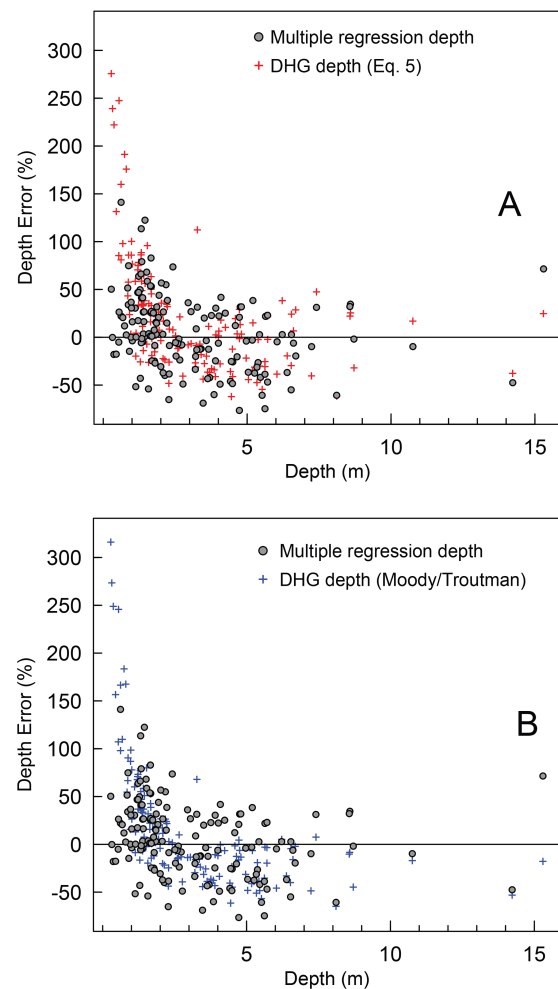 300
250
200
150
100
50
0
-50
Depth Error (%)
Multiple regression depth
DHG depth (Eq. 5)
A
5
10
15
Depth (m)
300
250
200
150
100
50
0
-50
Depth Error (%)
Multiple regression depth
DHG depth (Moody/Troutman)
B
5
10
15
Depth (m)